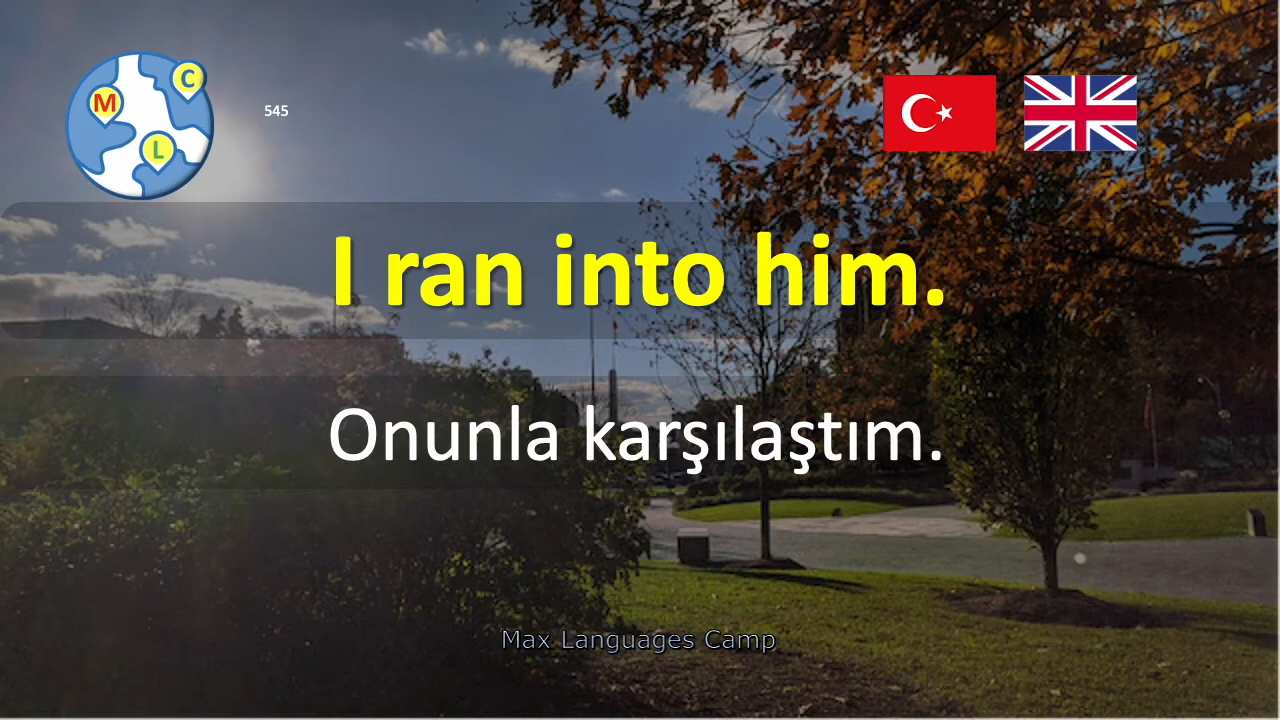 C
M
L
545
I ran into him.
Onunla karşılaştım.
Max Languages Camp